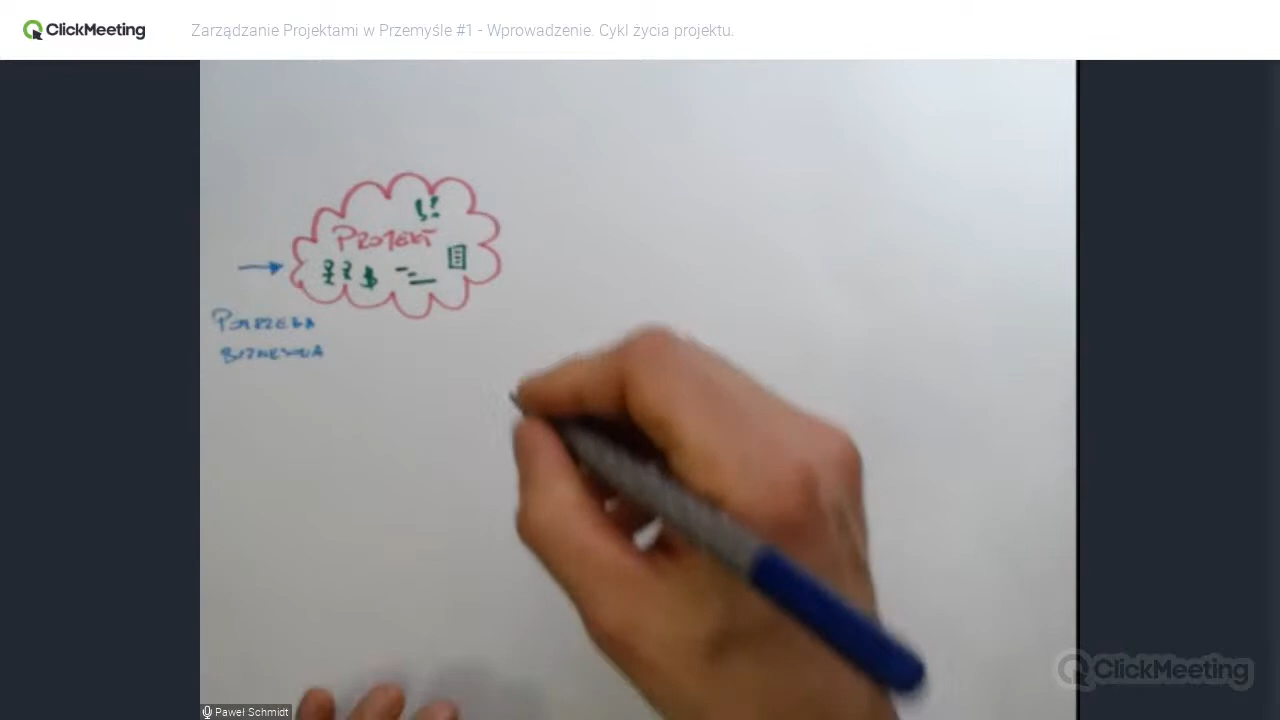 ClickMeeting
Zarządzanie Projektami w Przemyśle #1 - Wprowadzenie. Cykl życia projektu.
!?
PROJEKT
$
POTRZEBA
BIZNESOWA
ClickMeeting
Paweł Schmidt